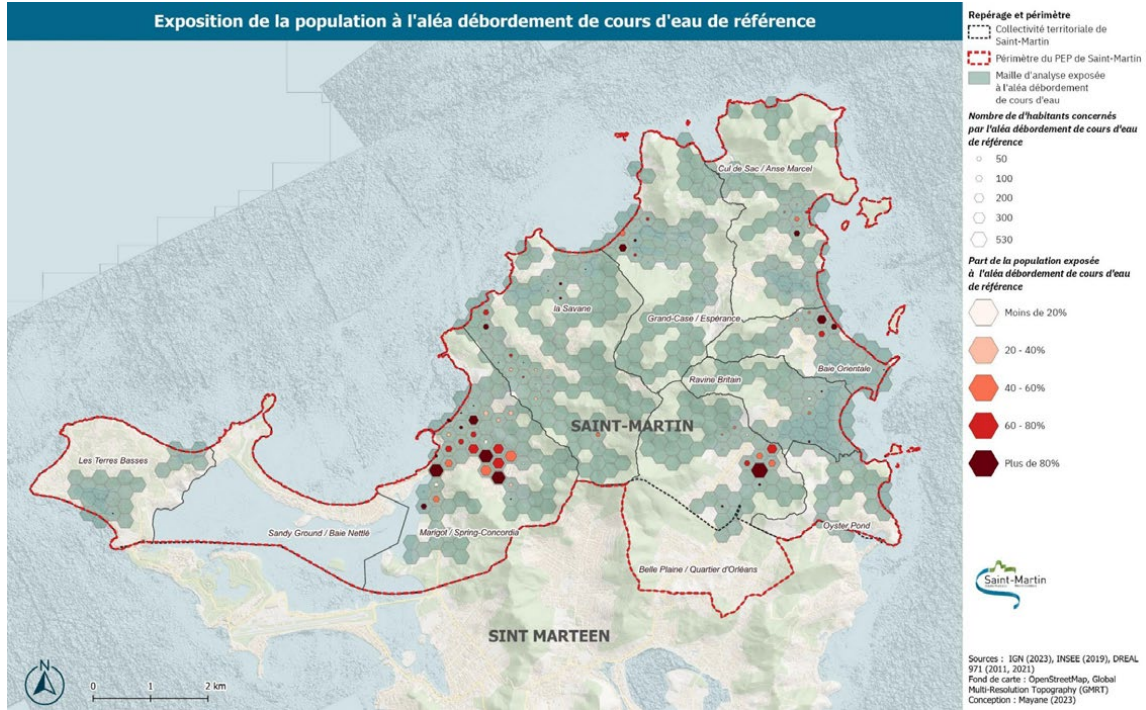 Exposition de la population à l'aléa débordement de cours d'eau de référence
Repérage et périmètre
Collectivité territoriale de
Saint-Martin
Périmètre du PEP de Saint-Martin
Maille d'analyse exposée
à l'aléa débordement
de cours d'eau
Nombre de d'habitants concernés
par l'aléa débordement de cours d'eau
de référence
50
100
200
300
530
Part de la population exposée
à l'aléa débordement de cours d'eau
de référence
Moins de 20%
20 - 40%
40 - 60%
60 - 80%
Plus de 80%
Cul de Sac / Anse Marcel
la Savane
Grand-Case / Espérance
Baie Orientale
Ravine Britain
SAINT-MARTIN
Les Terres Basses
Sandy Ground / Baie Nettlé
Marigot / Spring-Concordia
Oyster Pond
Belle Plaine / Quartier d'Orléans
SINT MARTEEN
N
0 1 2 km
Saint-Martin
Sources : IGN (2023), INSEE (2019), DREAL
971 (2011, 2021)
Fond de carte : OpenStreetMap, Global
Multi-Resolution Topography (GMRT)
Conception : Mayane (2023)